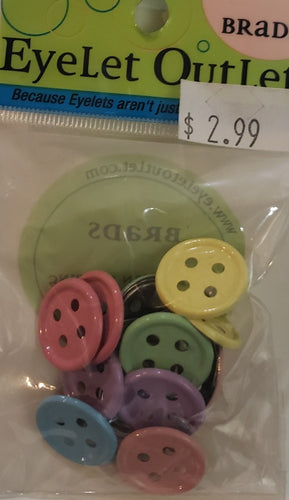 BRAD
EyeLet OutLet
Because Eyelets aren't just
$ 2.99
www.eyeletoutlet.com
BRADS